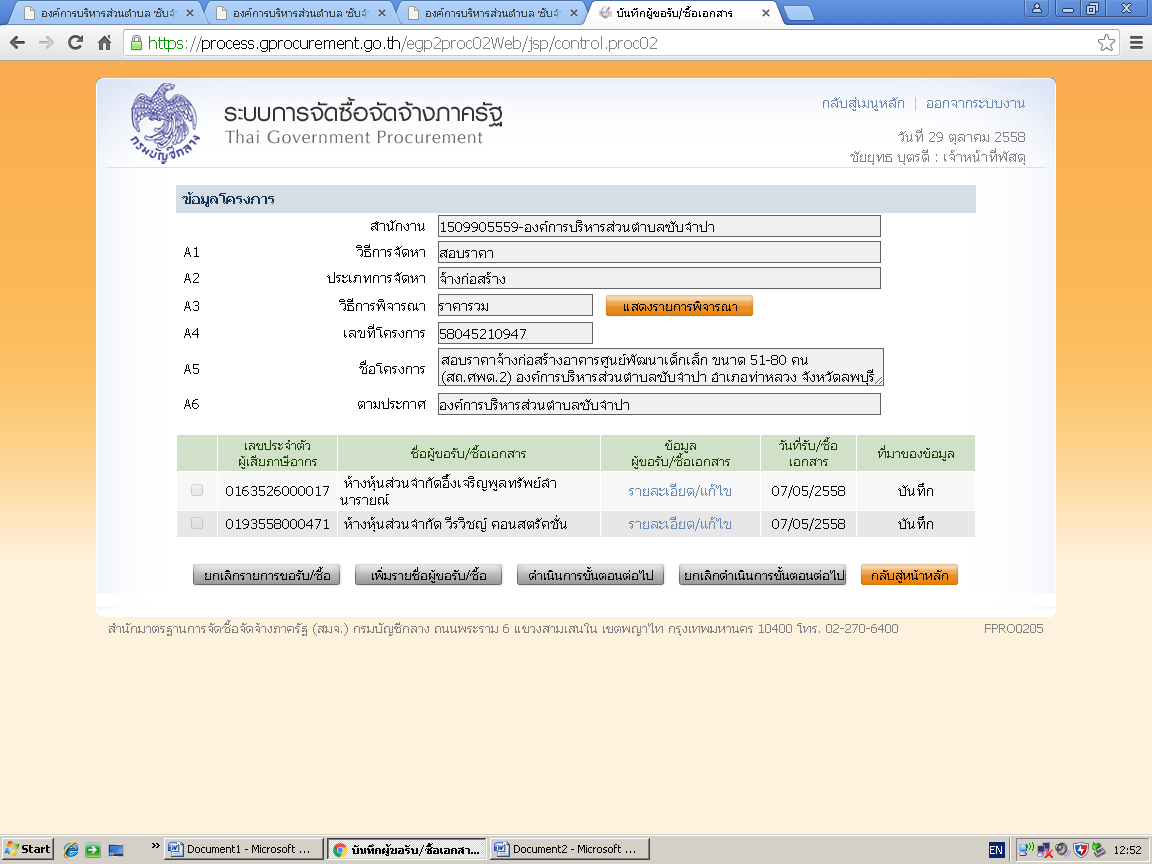 องค์การบริหารส่วนตำบล ซับจำ
องค์การบริหารส่วนตำบล ซับจำ
องค์การบริหารส่วนตำบล ซับจำ
บันทึกผู้ขอรับ/ซื้อเอกสาร
https://process.gprocurement.go.th/egp2proc02Web/jsp/control.proc02
กรมบัญชีกลาง
ระบบการจัดซื้อจัดจ้างภาครัฐ
Thai Government Procurement
กลับสู่เมนูหลัก | ออกจากระบบงาน
วันที่ 29 ตุลาคม 2558
ชัยยุทธ บุตรดี : เจ้าหน้าที่พัสดุ
ข้อมูลโครงการ
สำนักงาน 1509905559-องค์การบริหารส่วนตำบลซับจำปา
A1 วิธีการจัดหา สอบราคา
A2 ประเภทการจัดหา จ้างก่อสร้าง
A3 วิธีการพิจารณา ราคารวม แสดงรายการพิจารณา
A4 เลขที่โครงการ 58045210947
A5 ชื่อโครงการ สอบราคาจ้างก่อสร้างอาคารศูนย์พัฒนาเด็กเล็ก ขนาด 51-80 คน
(สถ.ศพด.2) องค์การบริหารส่วนตำบลซับจำปา อำเภอท่าหลวง จังหวัดลพบุรี
A6 ตามประกาศ องค์การบริหารส่วนตำบลซับจำปา
เลขประจำตัว
ผู้เสียภาษีอากร
ชื่อผู้ขอรับ/ซื้อเอกสาร
ข้อมูล
ผู้ขอรับ/ซื้อเอกสาร
วันที่รับ/ซื้อ
เอกสาร
ที่มาของข้อมูล
0163526000017 ห้างหุ้นส่วนจำกัดอึ้งเจริญพูลทรัพย์ลำ
นารายณ์ รายละเอียด/แก้ไข 07/05/2558 บันทึก
0193558000471 ห้างหุ้นส่วนจำกัด วีรวิชญ์ คอนสตรัคชั่น รายละเอียด/แก้ไข 07/05/2558 บันทึก
ยกเลิกรายการขอรับ/ซื้อ เพิ่มรายชื่อผู้ขอรับ/ซื้อ ดำเนินการขั้นตอนต่อไป ยกเลิกดำเนินการขั้นตอนต่อไป กลับสู่หน้าหลัก
สำนักมาตรฐานการจัดซื้อจัดจ้างภาครัฐ (สมจ.) กรมบัญชีกลาง ถนนพระราม 6 แขวงสามเสนใน เขตพญาไท กรุงเทพมหานคร 10400 โทร. 02-270-6400 FPRO0205
Start » Document1 - Microsoft ... บันทึกผู้ขอรับ/ซื้อเอกสา... Document2 - Microsoft ... EN 12:52